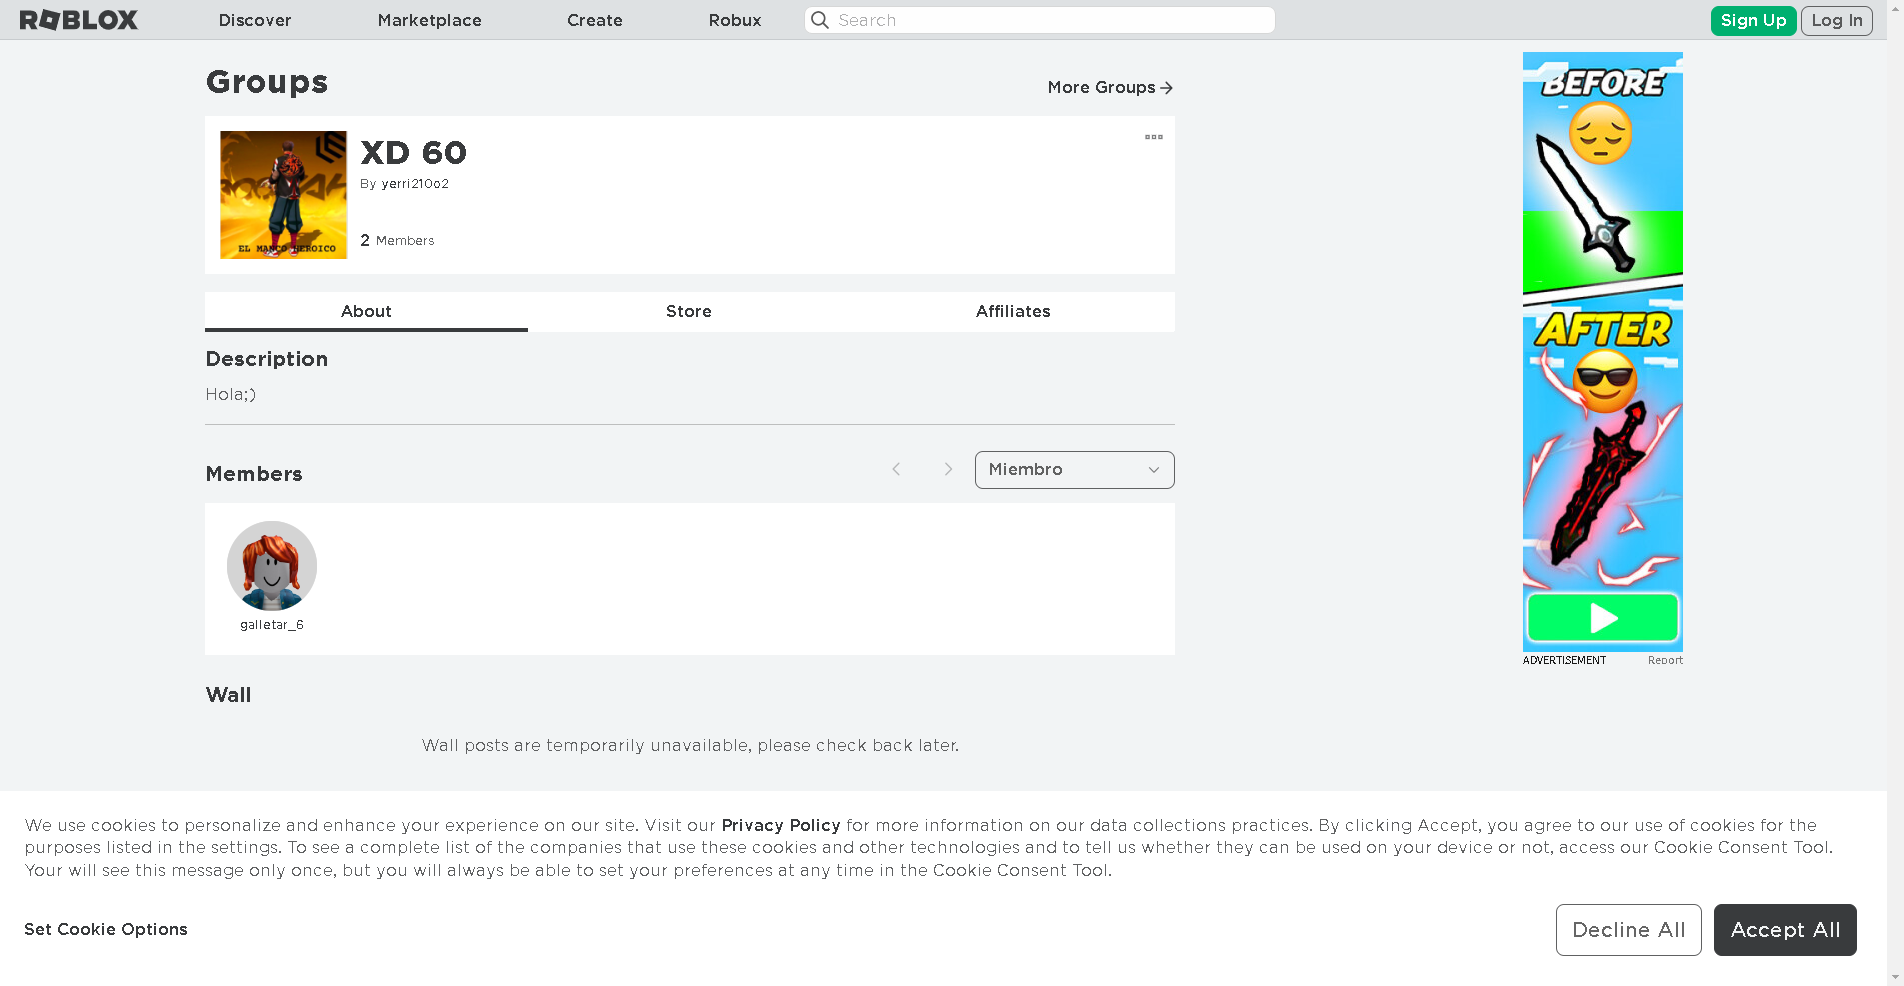 ROBLOX Discover Marketplace Create Robux Search Sign Up Log In
Groups
More Groups
XD 60
By yerri210o2
2 Members
EL MANCO HEROICO
About Store Affiliates
Description
Hola;)
Members
Miembro
galletar_6
Wall
Wall posts are temporarily unavailable, please check back later.
BEFORE
AFTER
ADVERTISEMENT Report
We use cookies to personalize and enhance your experience on our site. Visit our Privacy Policy for more information on our data collections practices. By clicking Accept, you agree to our use of cookies for the
purposes listed in the settings. To see a complete list of the companies that use these cookies and other technologies and to tell us whether they can be used on your device or not, access our Cookie Consent Tool.
Your will see this message only once, but you will always be able to set your preferences at any time in the Cookie Consent Tool.
Set Cookie Options
Decline All
Accept All